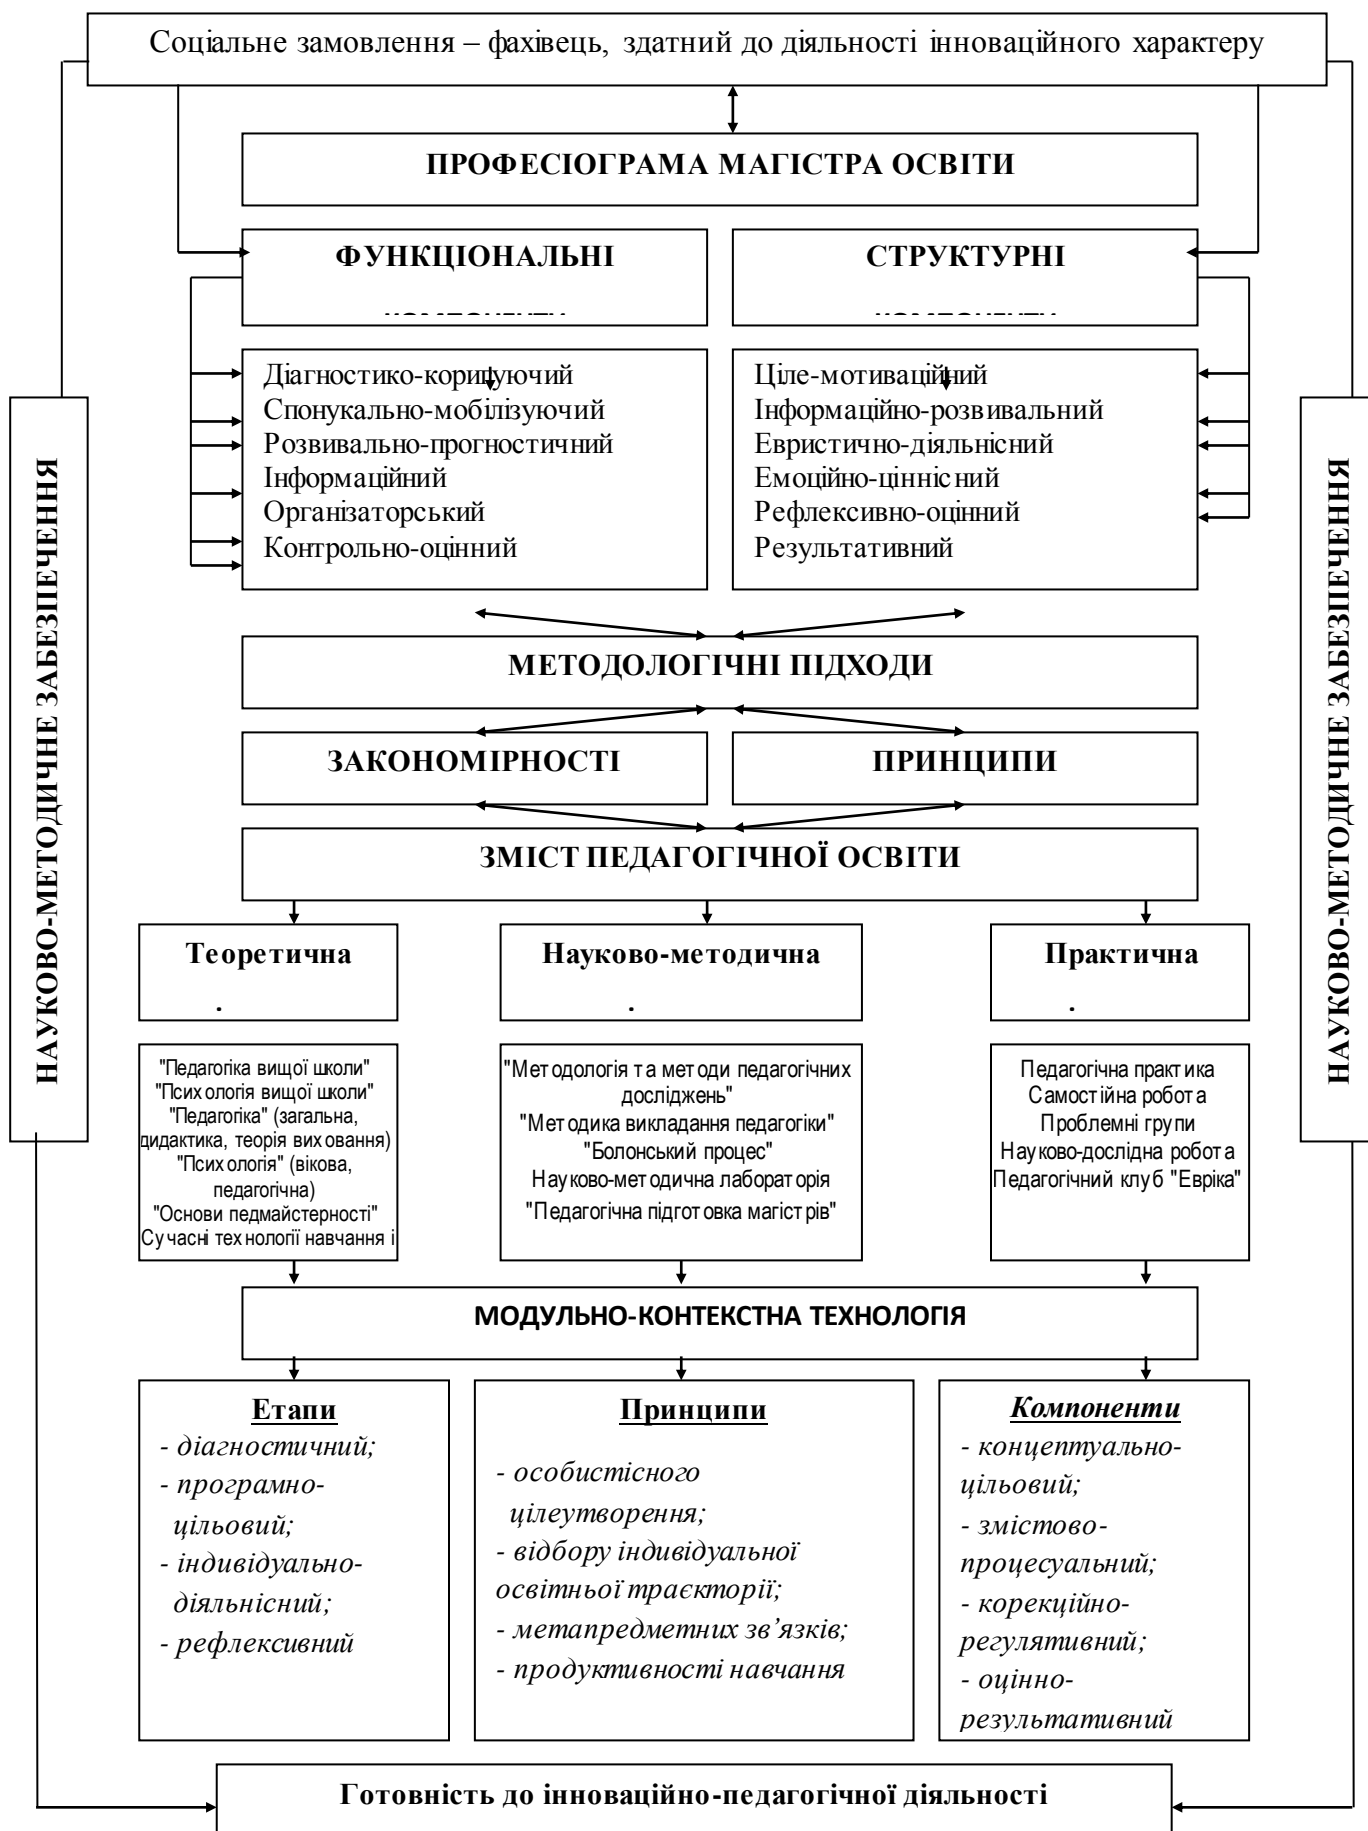 Соціальне замовлення – фахівець, здатний до діяльності інноваційного характеру
ПРОФЕСІОГРАМА МАГІСТРА ОСВІТИ
ФУНКЦІОНАЛЬНІ
СТРУКТУРНІ
Діагностико-коригуючий
Спонукально-мобілізуючий
Розвивально-прогностичний
Інформаційний
Організаторський
Контрольно-оцінний
Ціле-мотиваційний
Інформаційно-розвивальний
Евристично-діяльнісний
Емоційно-ціннісний
Рефлексивно-оцінний
Результативний
НАУКОВО-МЕТОДИЧНЕ ЗАБЕЗПЕЧЕННЯ
НАУКОВО-МЕТОДИЧНЕ ЗАБЕЗПЕЧЕННЯ
МЕТОДОЛОГІЧНІ ПІДХОДИ
ЗАКОНОМІРНОСТІ
ПРИНЦИПИ
ЗМІСТ ПЕДАГОГІЧНОЇ ОСВІТИ
Теоретична
Науково-методична
Практична
"Педагогіка вищої школи"
"Психологія вищої школи"
"Педагогіка" (загальна,
дидактика, теорія виховання)
"Психологія" (вікова,
педагогічна)
"Основи педмайстерності"
Сучасні технології навчання і
"Методологія та методи педагогічних
досліджень"
"Методика викладання педагогіки"
"Болонський процес"
Науково-методична лабораторія
"Педагогічна підготовка магістрів"
Педагогічна практика
Самостійна робота
Проблемні групи
Науково-дослідна робота
Педагогічний клуб "Евріка"
МОДУЛЬНО-КОНТЕКСТНА ТЕХНОЛОГІЯ
Етапи
- діагностичний;
- програмно-
цільовий;
- індивідуально-
діяльнісний;
- рефлексивний
Принципи
- особистісного
цілеутворення;
- відбору індивідуальної
освітньої траєкторії;
- метапредметних зв’язків;
- продуктивності навчання
Компоненти
- концептуально-
цільовий;
- змістово-
процесуальний;
- корекційно-
регулятивний;
- оцінно-
результативний
Готовність до інноваційно-педагогічної діяльності